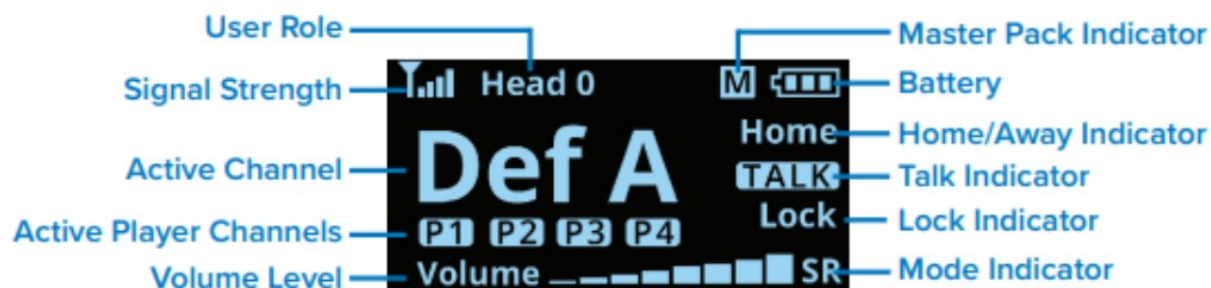 User Role
Master Pack Indicator
Signal Strength
Head 0
M
Battery
Home
Home/Away Indicator
Active Channel
Def A
TALK
Talk Indicator
Active Player Channels
P1 P2 P3 P4
Lock
Lock Indicator
Volume Level
Volume
SR
Mode Indicator